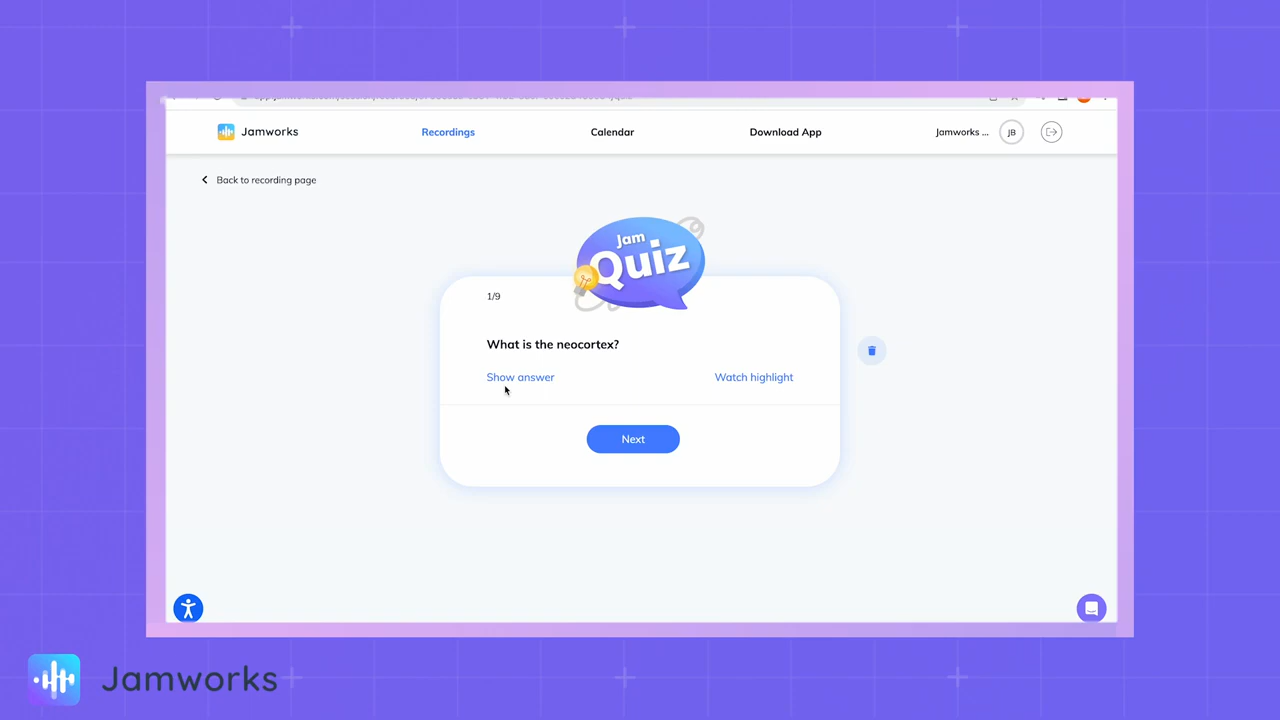 Jamworks
Recordings
Calendar
Download App
Jamworks ...
JB
Back to recording page
Jam
Quiz
1/9
What is the neocortex?
Show answer
Watch highlight
Next
Jamworks